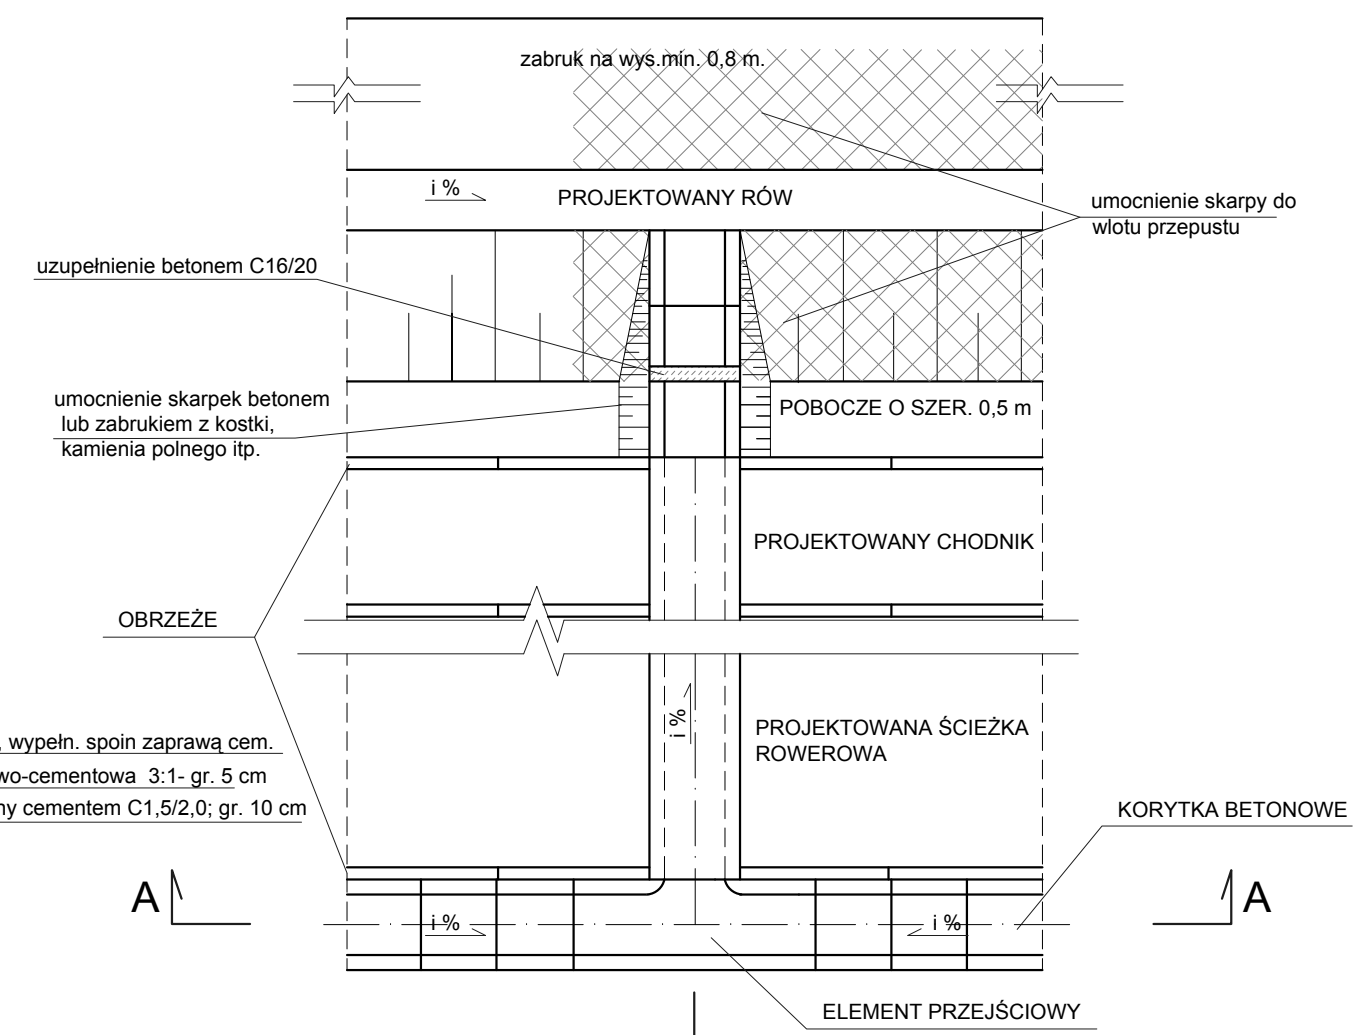 zabruk na wys.min. 0,8 m.
i %
PROJEKTOWANY RÓW
umocnienie skarpy do
wlotu przepustu
uzupełnienie betonem C16/20
umocnienie skarpek betonem
lub zabrukiem z kostki,
kamienia polnego itp.
POBOCZE O SZER. 0,5 m
PROJEKTOWANY CHODNIK
OBRZEŻE
i %
PROJEKTOWANA ŚCIEŻKA
ROWEROWA
, wypełn. spoin zaprawą cem.
wo-cementowa 3:1- gr. 5 cm
ny cementem C1,5/2,0; gr. 10 cm
KORYTKA BETONOWE
A
A
i %
i %
ELEMENT PRZEJŚCIOWY